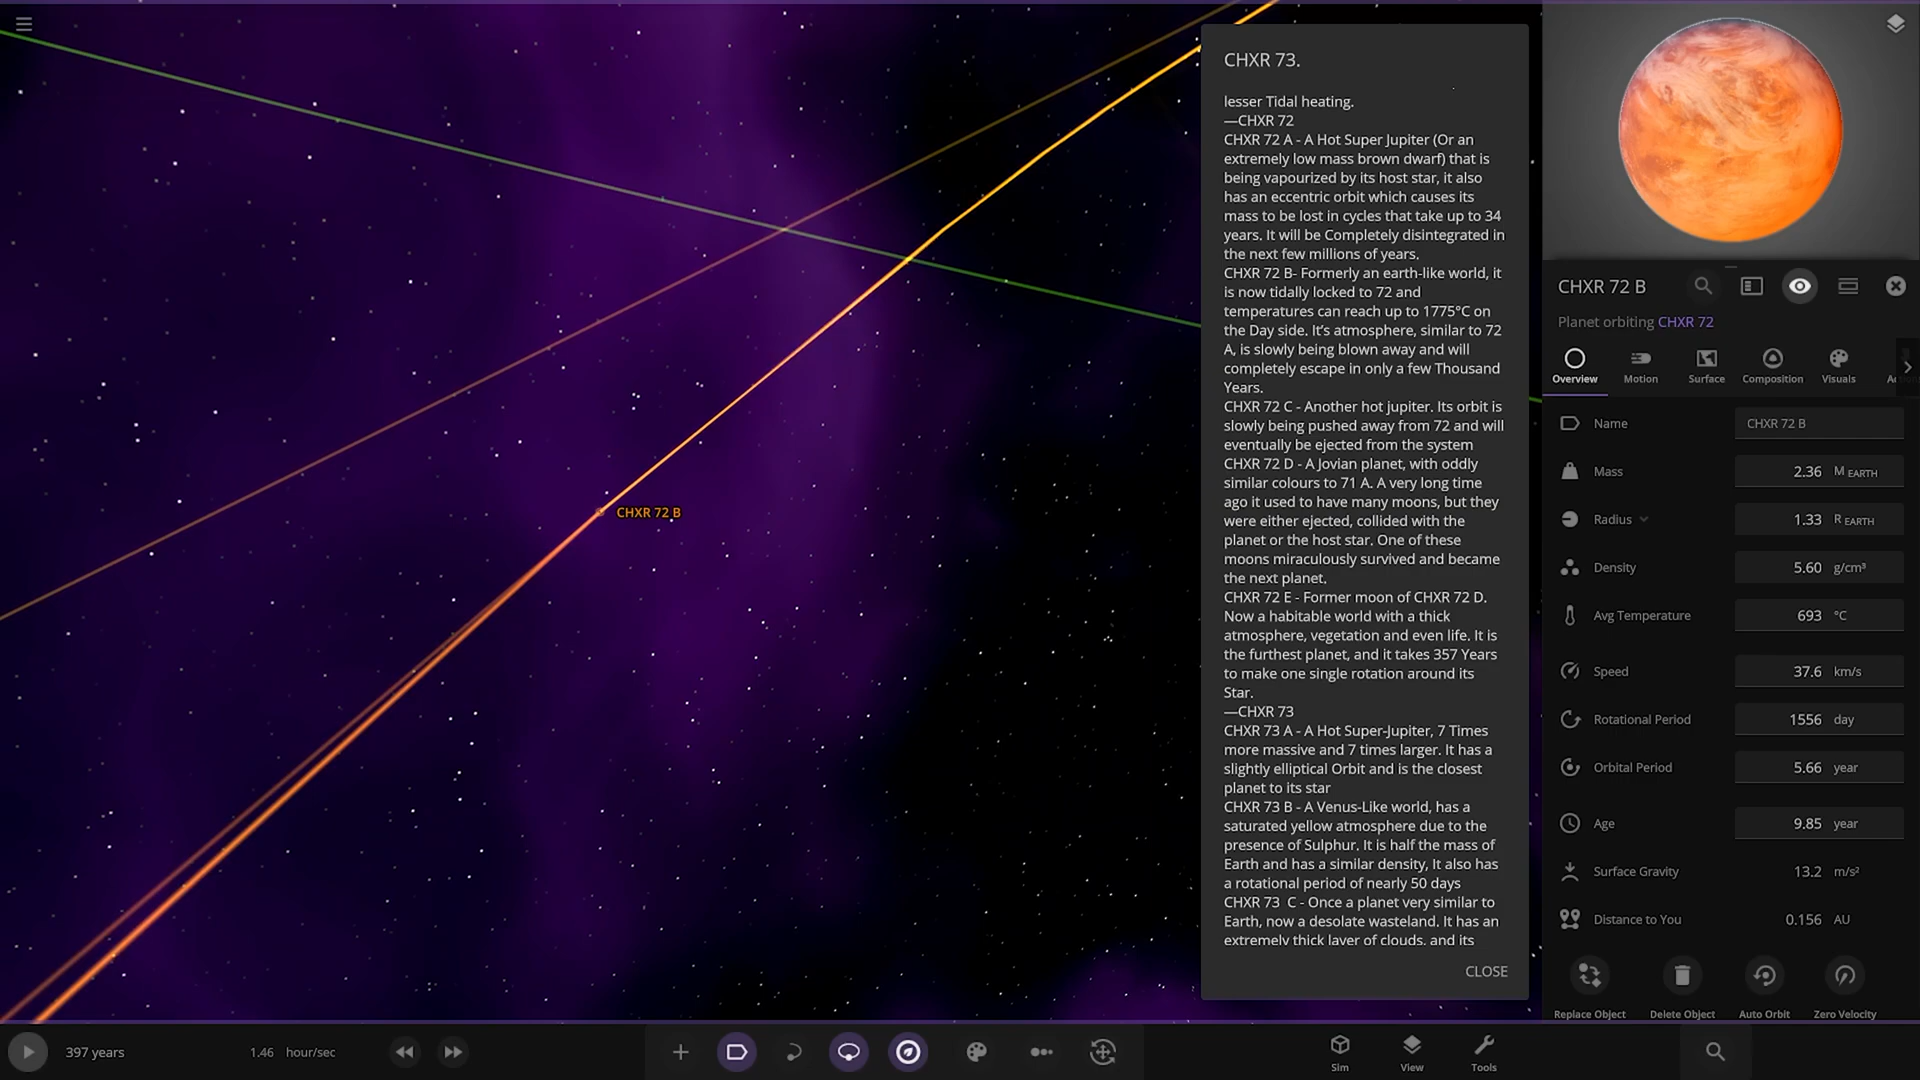 CHXR 73.
lesser Tidal heating.
—CHXR 72
CHXR 72 A - A Hot Super Jupiter (Or an
extremely low mass brown dwarf) that is
being vapourized by its host star, it also
has an eccentric orbit which causes its
mass to be lost in cycles that take up to 34
years. It will be Completely disintegrated in
the next few millions of years.
CHXR 72 B- Formerly an earth-like world, it
is now tidally locked to 72 and
temperatures can reach up to 1775°C on
the Day side. It's atmosphere, similar to 72
A, is slowly being blown away and will
completely escape in only a few Thousand
Years.
CHXR 72 C - Another hot jupiter. Its orbit is
slowly being pushed away from 72 and will
eventually be ejected from the system
CHXR 72 D - A Jovian planet, with oddly
similar colours to 71 A. A very long time
ago it used to have many moons, but they
were either ejected, collided with the
planet or the host star. One of these
moons miraculously survived and became
the next planet.
CHXR 72 E - Former moon of CHXR 72 D.
Now a habitable world with a thick
atmosphere, vegetation and even life. It is
the furthest planet, and it takes 357 Years
to make one single rotation around its
Star.
—CHXR 73
CHXR 73 A - A Hot Super-Jupiter, 7 Times
more massive and 7 times larger. It has a
slightly elliptical Orbit and is the closest
planet to its star
CHXR 73 B - A Venus-Like world, has a
saturated yellow atmosphere due to the
presence of Sulphur. It is half the mass of
Earth and has a similar density, It also has
a rotational period of nearly 50 days
CHXR 73  C - Once a planet very similar to
Earth, now a desolate wasteland. It has an
extremely thick layer of clouds, and its
CLOSE
CHXR 72 B
CHXR 72 B
Planet orbiting CHXR 72
Overview Motion Surface Composition Visuals
Name CHXR 72 B
Mass 2.36 M EARTH
Radius 1.33 R EARTH
Density 5.60 g/cm³
Avg Temperature 693 °C
Speed 37.6 km/s
Rotational Period 1556 day
Orbital Period 5.66 year
Age 9.85 year
Surface Gravity 13.2 m/s²
Distance to You 0.156 AU
Replace Object Delete Object Auto Orbit Zero Velocity
397 years 1.46 hour/sec
Sim View Tools